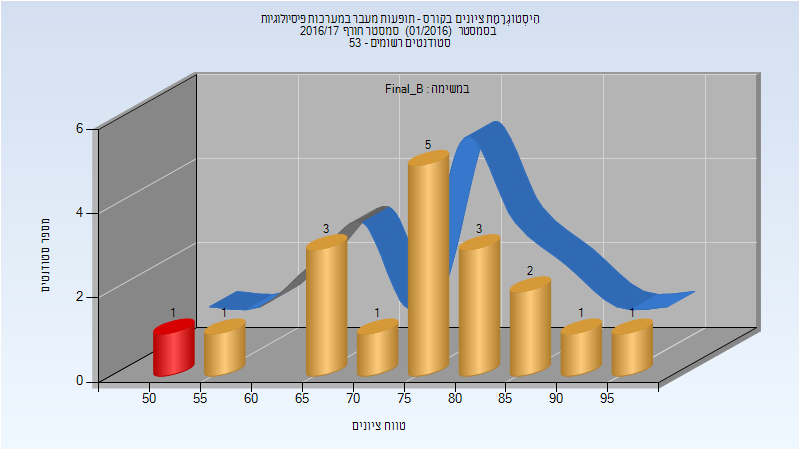 היסטוגרמת ציונים בקורס - תופעות מעבר במערכות פיסיולוגיות
בסמסטר (01/2016) סמסטר חורף 2016/17
סטודנטים רשומים - 53
במשימה : Final_B
מספר סטודנטים
6
4
2
0
1
1
3
1
5
3
2
1
1
50 55 60 65 70 75 80 85 90 95
טווח ציונים